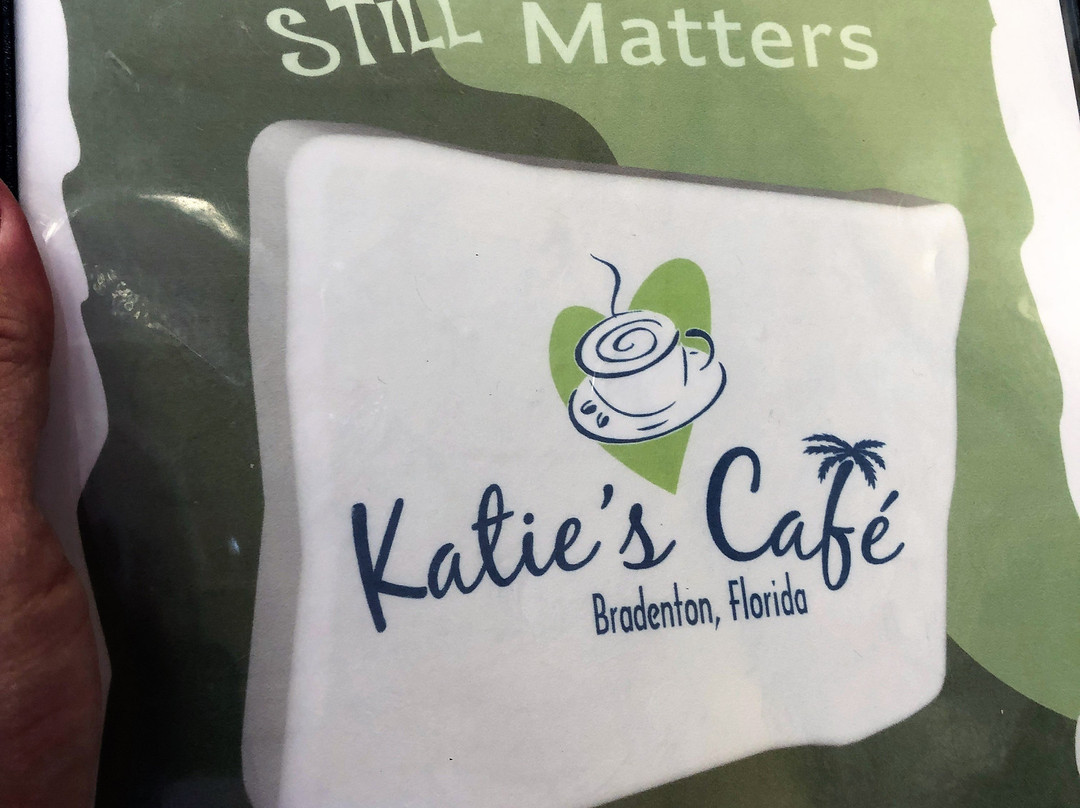 STILL Matters
Katie's Café
Bradenton, Florida